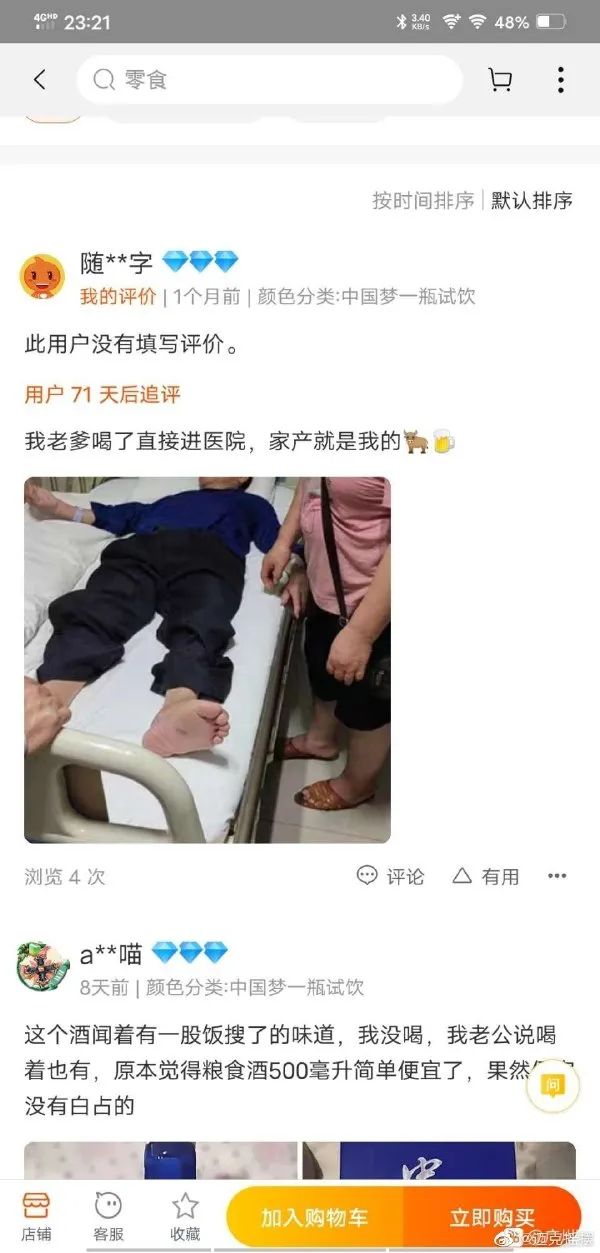 4GHD 23:21 3.40 KB/s 48%
零食
按时间排序 | 默认排序
随**字
我的评价 | 1个月前 | 颜色分类:中国梦一瓶试饮
此用户没有填写评价。
用户 71 天后追评
我老爹喝了直接进医院，家产就是我的🐂🍺
浏览 4 次 评论 有用
a**喵
8天前 | 颜色分类:中国梦一瓶试饮
这个酒闻着有一股饭搜了的味道，我没喝，我老公说喝
着也有，原本觉得粮食酒500毫升简单便宜了，果然
没有白占的
问
店铺 客服 收藏 加入购物车 立即购买
@迈克摇摆